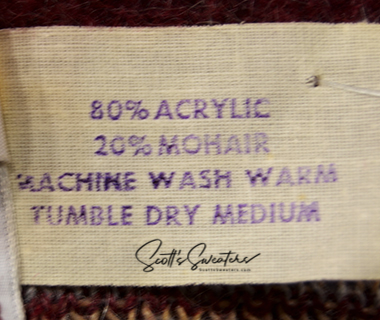 80% ACRYLIC
20% MOHAIR
MACHINE WASH WARM
TUMBLE DRY MEDIUM
Scott's Sweaters